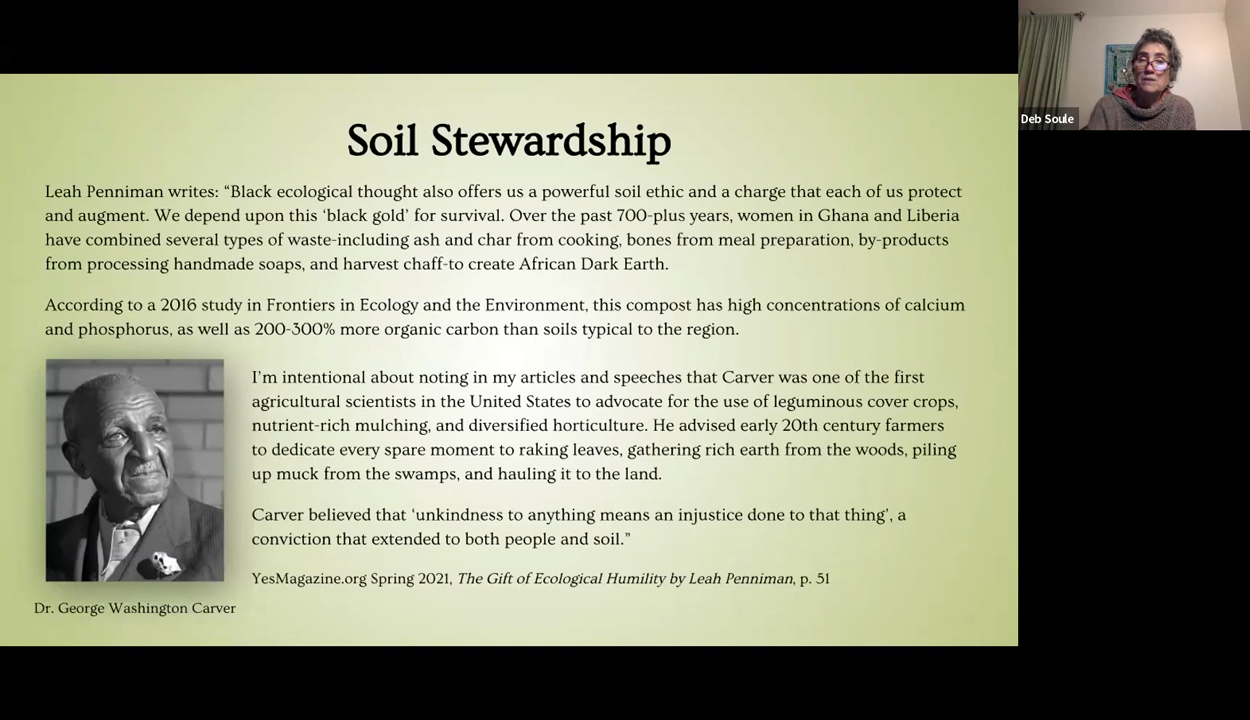 Soil Stewardship
Leah Penniman writes: “Black ecological thought also offers us a powerful soil ethic and a charge that each of us protect
and augment. We depend upon this ‘black gold’ for survival. Over the past 700-plus years, women in Ghana and Liberia
have combined several types of waste-including ash and char from cooking, bones from meal preparation, by-products
from processing handmade soaps, and harvest chaff-to create African Dark Earth.
According to a 2016 study in Frontiers in Ecology and the Environment, this compost has high concentrations of calcium
and phosphorus, as well as 200-300% more organic carbon than soils typical to the region.
I’m intentional about noting in my articles and speeches that Carver was one of the first
agricultural scientists in the United States to advocate for the use of leguminous cover crops,
nutrient-rich mulching, and diversified horticulture. He advised early 20th century farmers
to dedicate every spare moment to raking leaves, gathering rich earth from the woods, piling
up muck from the swamps, and hauling it to the land.
Carver believed that ‘unkindness to anything means an injustice done to that thing’, a
conviction that extended to both people and soil.”
YesMagazine.org Spring 2021, The Gift of Ecological Humility by Leah Penniman, p. 51
Dr. George Washington Carver
Deb Soule